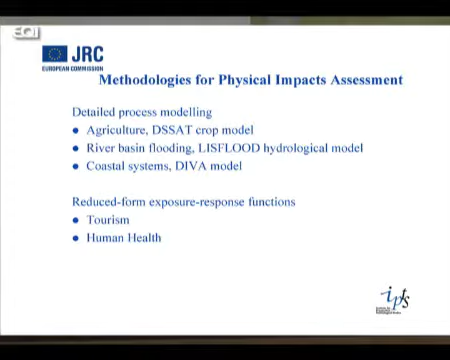 EQI
JRC
EUROPEAN COMMISSION
Methodologies for Physical Impacts Assessment
Detailed process modelling
● Agriculture, DSSAT crop model
● River basin flooding, LISFLOOD hydrological model
● Coastal systems, DIVA model
Reduced-form exposure-response functions
● Tourism
● Human Health
ipts